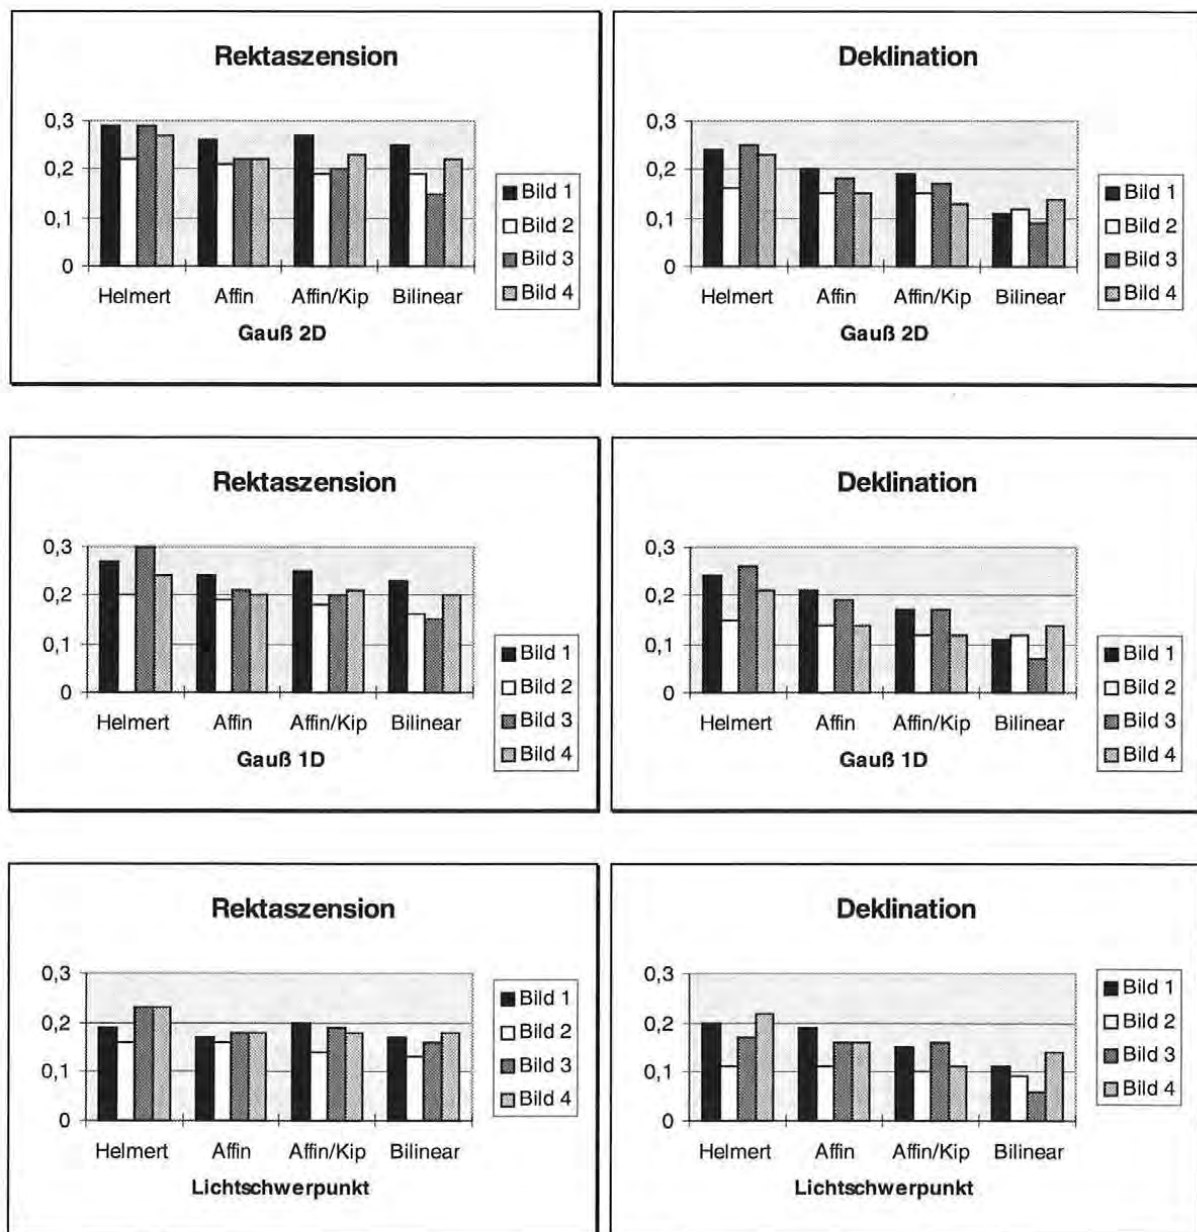 Rektaszension
0,3
0,2
0,1
0
Helmert Affin Affin/Kip Bilinear
Gauß 2D
Bild 1
Bild 2
Bild 3
Bild 4
Deklination
0,3
0,2
0,1
0
Helmert Affin Affin/Kip Bilinear
Gauß 2D
Bild 1
Bild 2
Bild 3
Bild 4
Rektaszension
0,3
0,2
0,1
0
Helmert Affin Affin/Kip Bilinear
Gauß 1D
Bild 1
Bild 2
Bild 3
Bild 4
Deklination
0,3
0,2
0,1
0
Helmert Affin Affin/Kip Bilinear
Gauß 1D
Bild 1
Bild 2
Bild 3
Bild 4
Rektaszension
0,3
0,2
0,1
0
Helmert Affin Affin/Kip Bilinear
Lichtschwerpunkt
Bild 1
Bild 2
Bild 3
Bild 4
Deklination
0,3
0,2
0,1
0
Helmert Affin Affin/Kip Bilinear
Lichtschwerpunkt
Bild 1
Bild 2
Bild 3
Bild 4